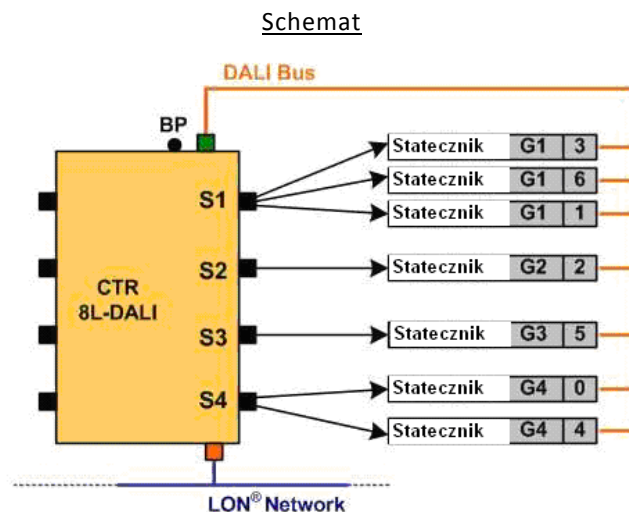 Schemat
DALI Bus
BP
S1
S2
S3
S4
CTR
8L-DALI
Statecznik G1 3
Statecznik G1 6
Statecznik G1 1
Statecznik G2 2
Statecznik G3 5
Statecznik G4 0
Statecznik G4 4
LON® Network